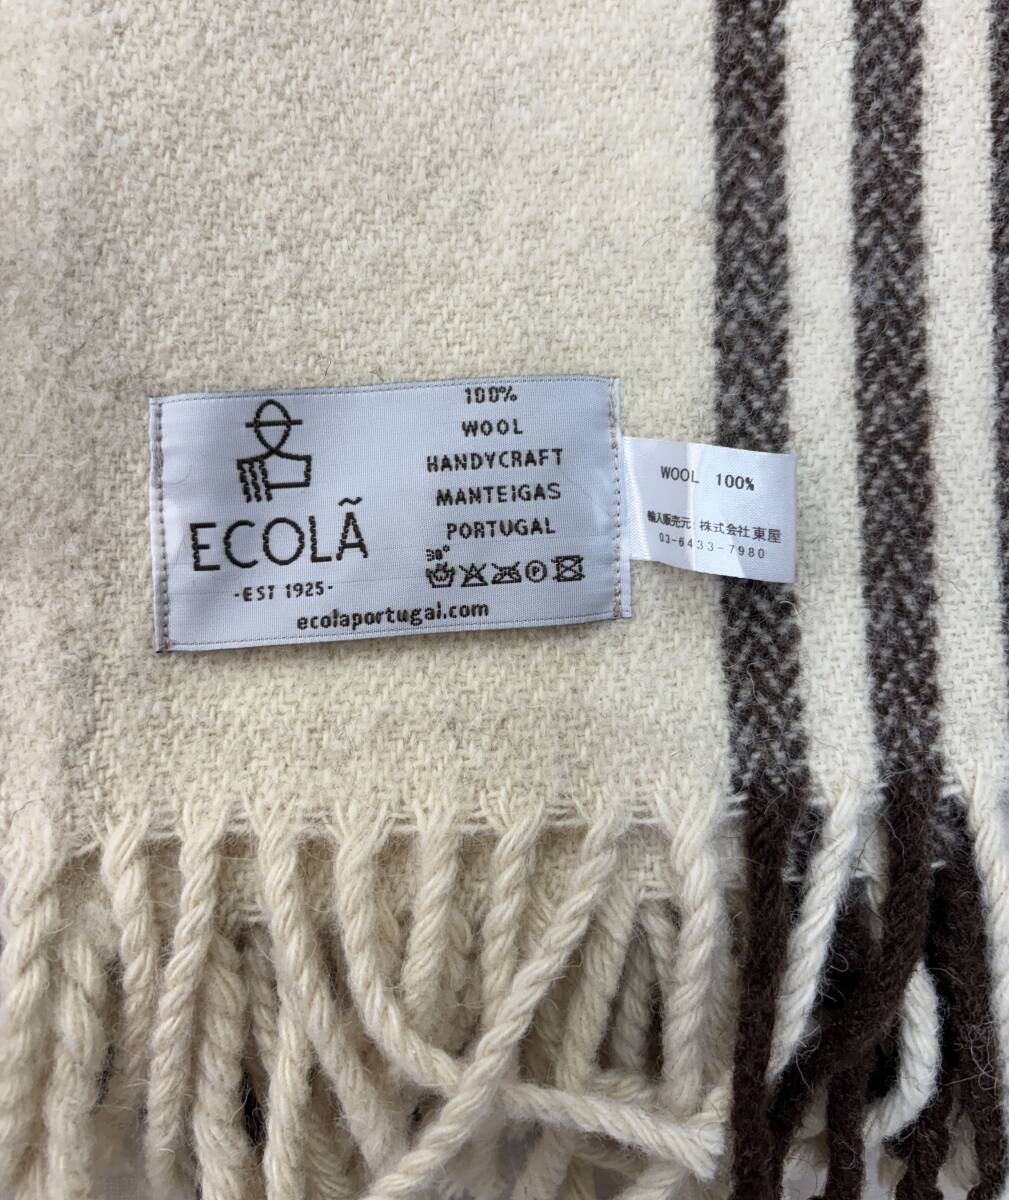 ECOLÃ
-EST 1925-
100%
WOOL
HANDYCRAFT
MANTEIGAS
PORTUGAL
30°
P
ecolaportugal.com
WOOL 100%
輸入販売元: 株式会社 東屋
03-6433-7980